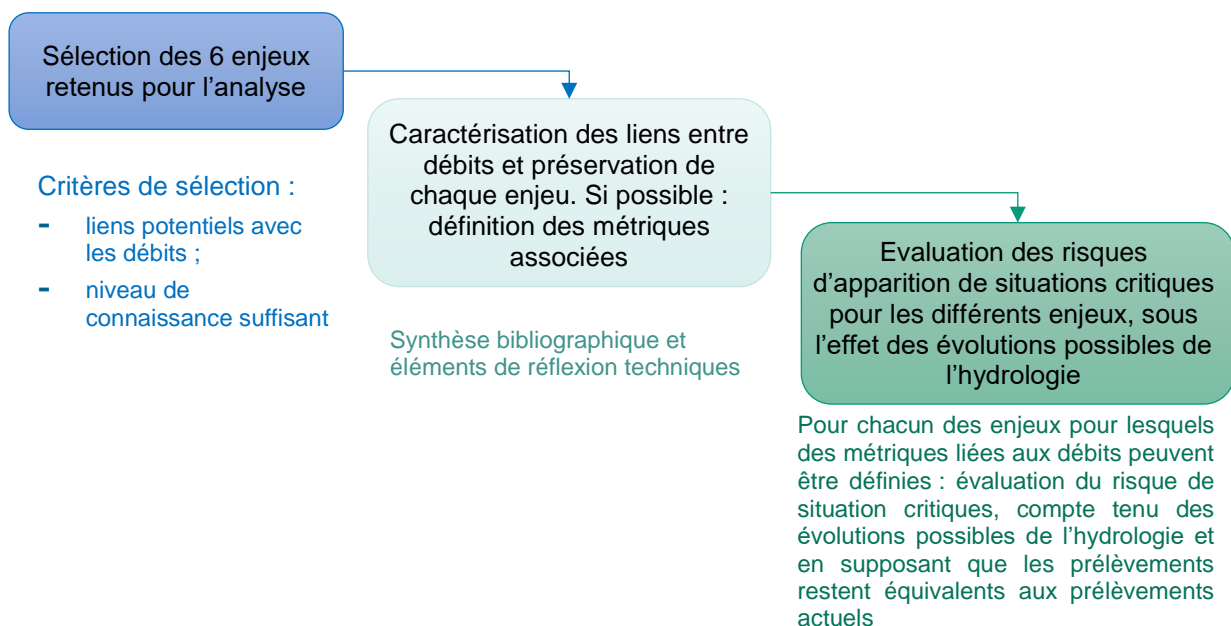 Sélection des 6 enjeux
retenus pour l’analyse
Critères de sélection :
- liens potentiels avec
les débits ;
- niveau de
connaissance suffisant
Caractérisation des liens entre
débits et préservation de
chaque enjeu. Si possible :
définition des métriques
associées
Synthèse bibliographique et
éléments de réflexion techniques
Evaluation des risques
d’apparition de situations critiques
pour les différents enjeux, sous
l’effet des évolutions possibles de
l’hydrologie
Pour chacun des enjeux pour lesquels
des métriques liées aux débits peuvent
être définies : évaluation du risque de
situation critiques, compte tenu des
évolutions possibles de l’hydrologie et
en supposant que les prélèvements
restent équivalents aux prélèvements
actuels